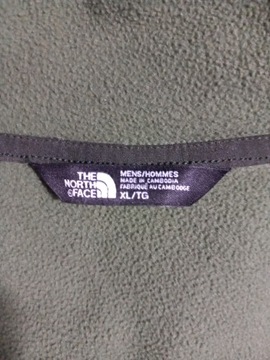 THE
NORTH
FACE
MENS/HOMMES
MADE IN CAMBODIA
FABRIQUÉ AU CAMBODGE
XL/TG